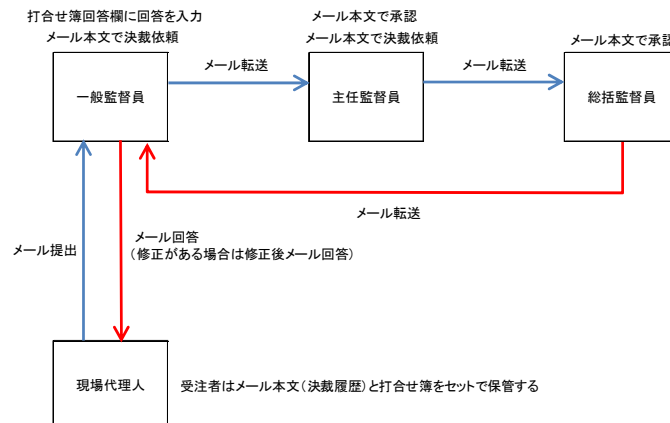 打合せ簿回答欄に回答を入力
メール本文で決裁依頼
メール本文で承認
メール本文で決裁依頼
メール本文で承認
メール転送
メール転送
一般監督員
主任監督員
総括監督員
メール転送
メール提出
メール回答
（修正がある場合は修正後メール回答）
現場代理人
受注者はメール本文（決裁履歴）と打合せ簿をセットで保管する